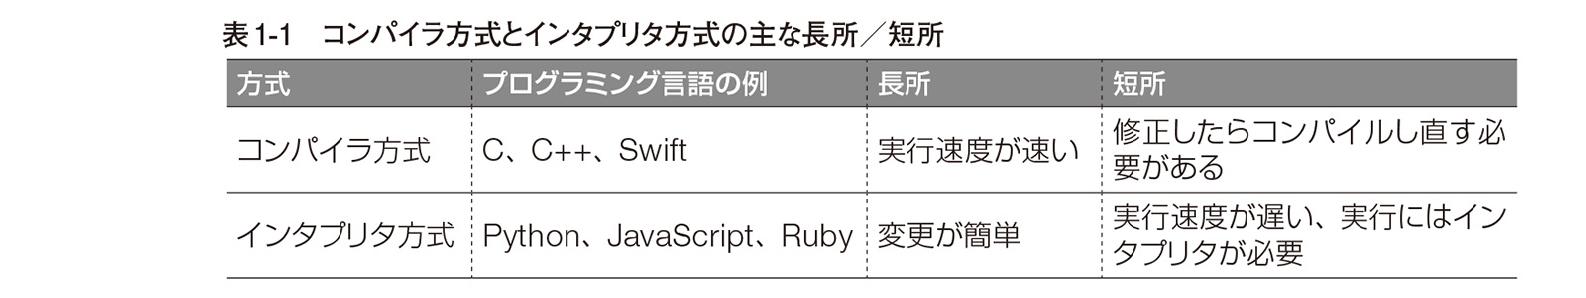 表1-1　コンパイラ方式とインタプリタ方式の主な長所／短所
方式　プログラミング言語の例　長所　短所
コンパイラ方式　C、C++、Swift　実行速度が速い　修正したらコンパイルし直す必
要がある
インタプリタ方式　Python、JavaScript、Ruby　変更が簡単　実行速度が遅い、実行にはイン
タプリタが必要